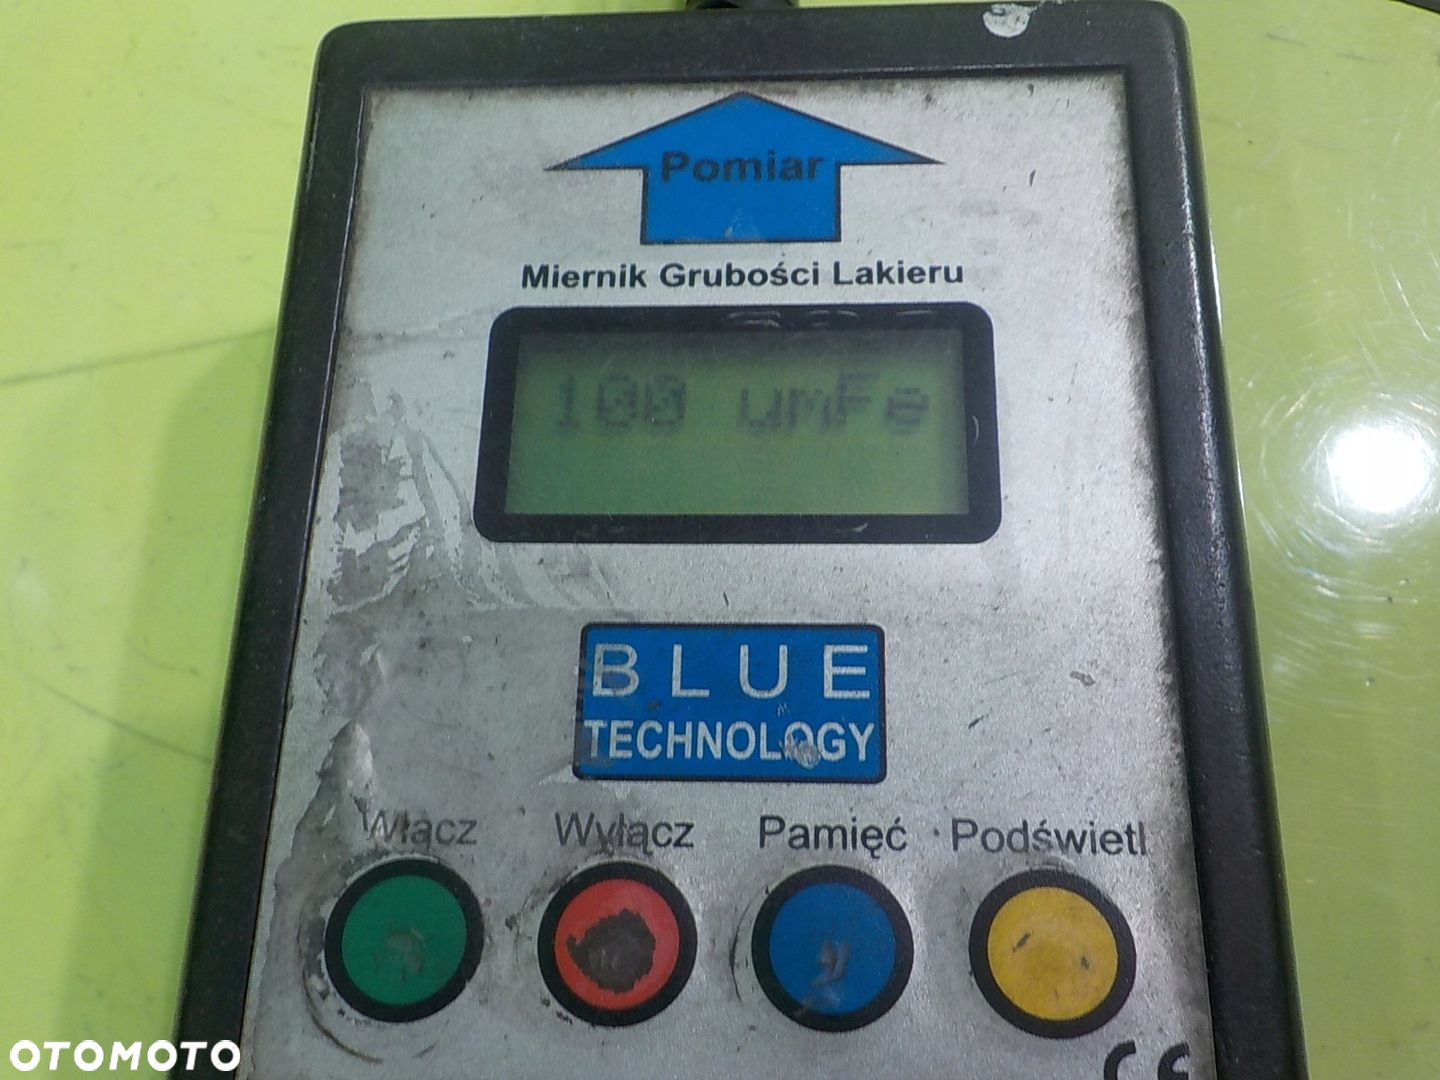 Pomiar
Miernik Grubości Lakieru
100 umFe
BLUE
TECHNOLOGY
Włącz Wyłącz Pamięć Podświetl
CE
OTOMOTO